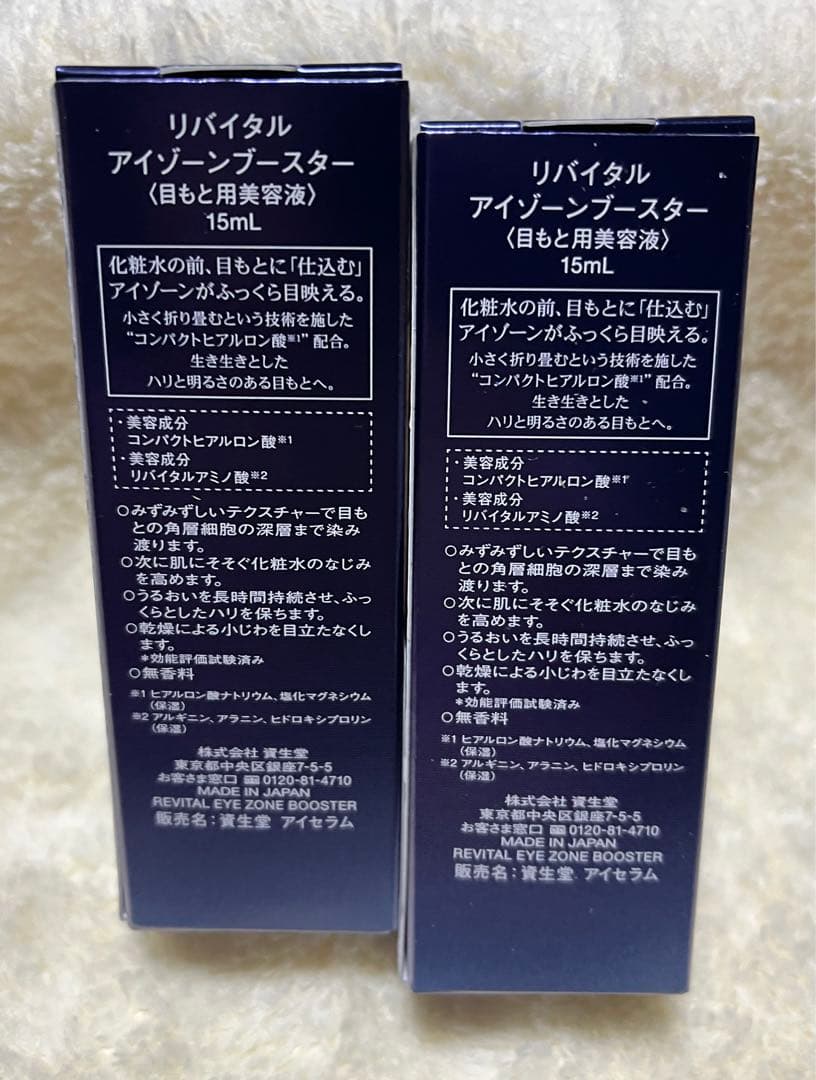 リバイタル
アイゾーンブースター
〈目もと用美容液〉
15mL
化粧水の前、目もとに「仕込む」
アイゾーンがふっくら目映える。
小さく折り畳むという技術を施した
“コンパクトヒアルロン酸※1”配合。
生き生きとした
ハリと明るさのある目もとへ。
・美容成分
コンパクトヒアルロン酸※1
・美容成分
リバイタルアミノ酸※2
○みずみずしいテクスチャーで目も
との角層細胞の深層まで染み
渡ります。
○次に肌にそそぐ化粧水のなじみ
を高めます。
○うるおいを長時間持続させ、ふっ
くらとしたハリを保ちます。
○乾燥による小じわを目立たなくし
ます。
*効能評価試験済み
○無香料
※1 ヒアルロン酸ナトリウム、塩化マグネシウム
(保湿)
※2 アルギニン、アラニン、ヒドロキシプロリン
(保湿)
株式会社 資生堂
東京都中央区銀座7-5-5
お客さま窓口 0120-81-4710
MADE IN JAPAN
REVITAL EYE ZONE BOOSTER
販売名:資生堂 アイセラム
リバイタル
アイゾーンブースター
〈目もと用美容液〉
15mL
化粧水の前、目もとに「仕込む」
アイゾーンがふっくら目映える。
小さく折り畳むという技術を施した
“コンパクトヒアルロン酸※1”配合。
生き生きとした
ハリと明るさのある目もとへ。
・美容成分
コンパクトヒアルロン酸※1
・美容成分
リバイタルアミノ酸※2
○みずみずしいテクスチャーで目も
との角層細胞の深層まで染み
渡ります。
○次に肌にそそぐ化粧水のなじみ
を高めます。
○うるおいを長時間持続させ、ふっ
くらとしたハリを保ちます。
○乾燥による小じわを目立たなくし
ます。
*効能評価試験済み
○無香料
※1 ヒアルロン酸ナトリウム、塩化マグネシウム
(保湿)
※2 アルギニン、アラニン、ヒドロキシプロリン
(保湿)
株式会社 資生堂
東京都中央区銀座7-5-5
お客さま窓口 0120-81-4710
MADE IN JAPAN
REVITAL EYE ZONE BOOSTER
販売名:資生堂 アイセラム